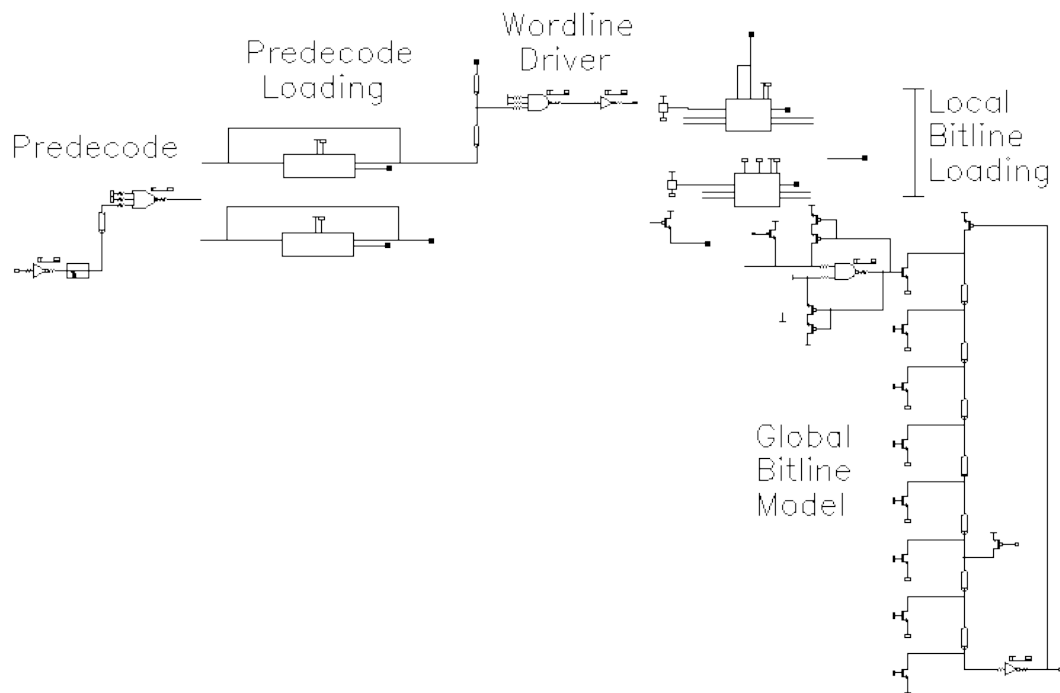 Wordline
Driver
Predecode
Loading
Local
Bitline
Loading
Predecode
Global
Bitline
Model